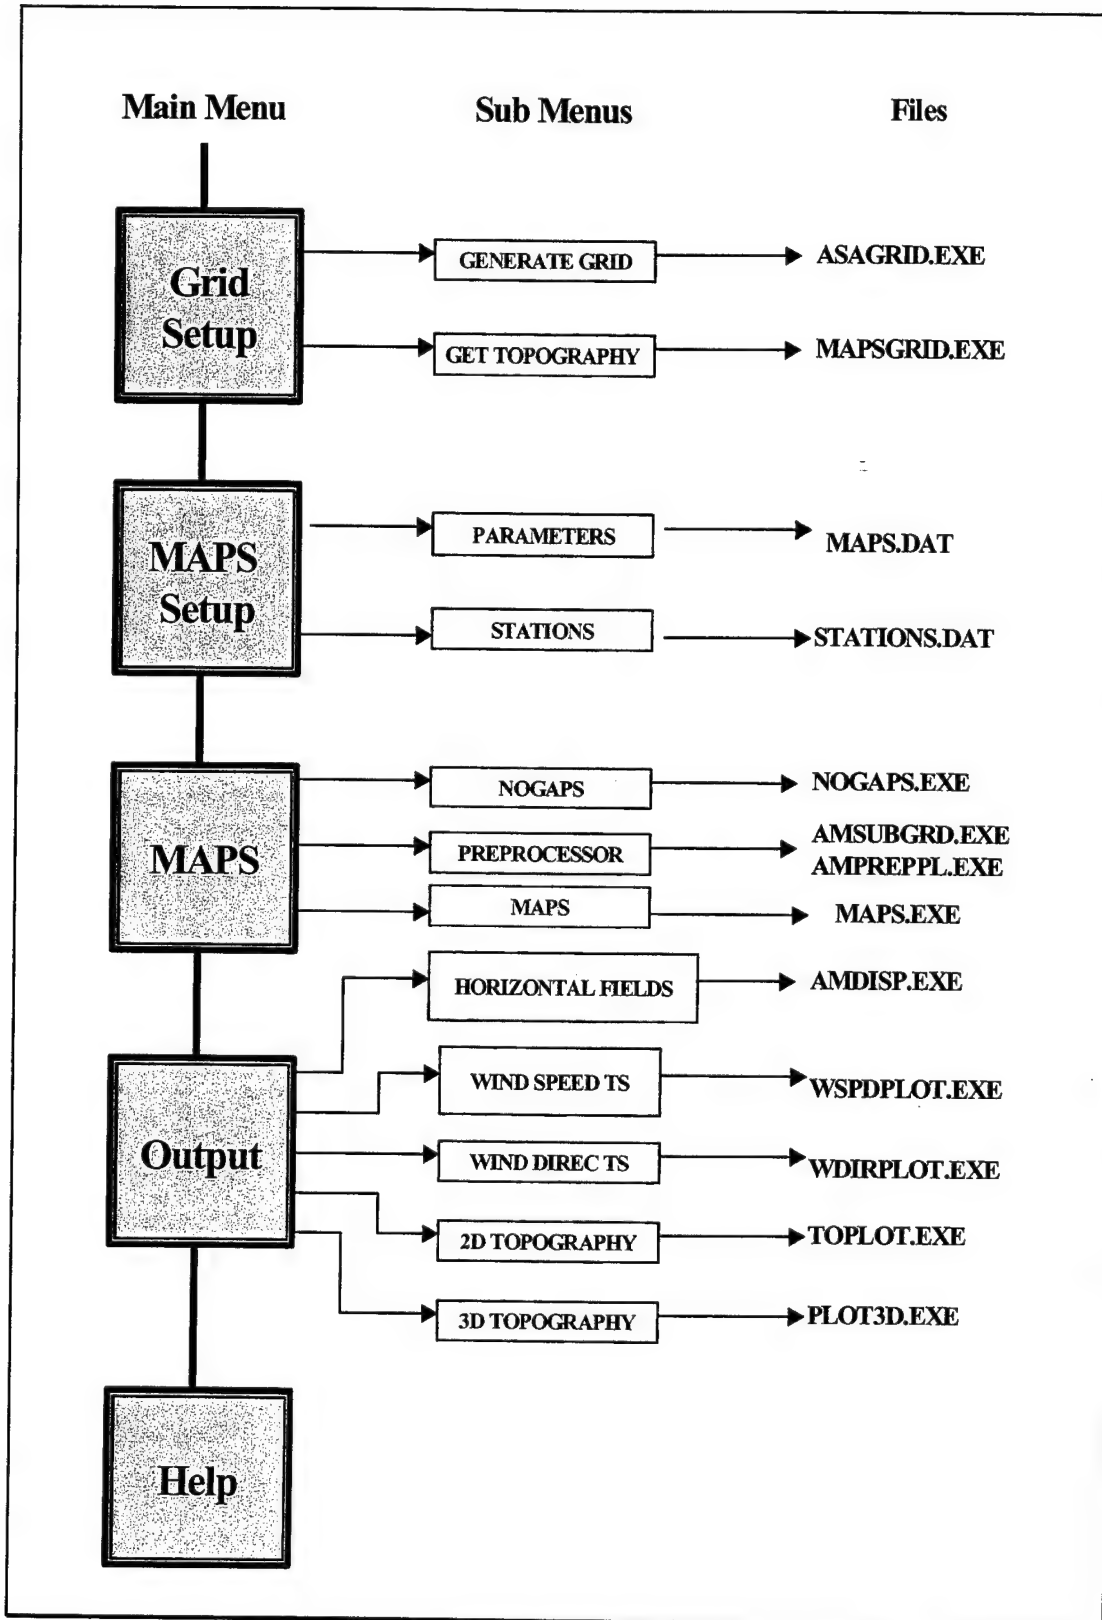 Main Menu
Sub Menus
Files
Grid
Setup
GENERATE GRID
ASAGRID.EXE
GET TOPOGRAPHY
MAPSGRID.EXE
MAPS
Setup
PARAMETERS
MAPS.DAT
STATIONS
STATIONS.DAT
MAPS
NOGAPS
NOGAPS.EXE
PREPROCESSOR
AMSUBGRD.EXE
AMPREPPL.EXE
MAPS
MAPS.EXE
Output
HORIZONTAL FIELDS
AMDISP.EXE
WIND SPEED TS
WSPDPLOT.EXE
WIND DIREC TS
WDIRPLOT.EXE
2D TOPOGRAPHY
TOPLOT.EXE
3D TOPOGRAPHY
PLOT3D.EXE
Help